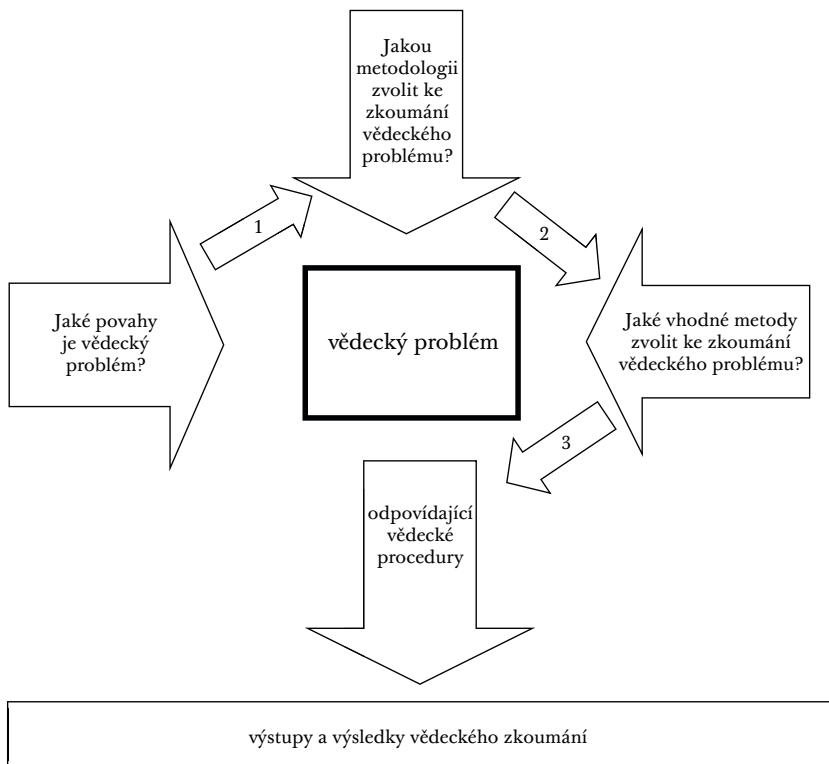 Jakou
metodologii
zvolit ke
zkoumání
vědeckého
problému?
1
2
Jaké povahy
je vědecký
problém?
vědecký problém
Jaké vhodné metody
zvolit ke zkoumání
vědeckého problému?
3
odpovídající
vědecké
procedury
výstupy a výsledky vědeckého zkoumání